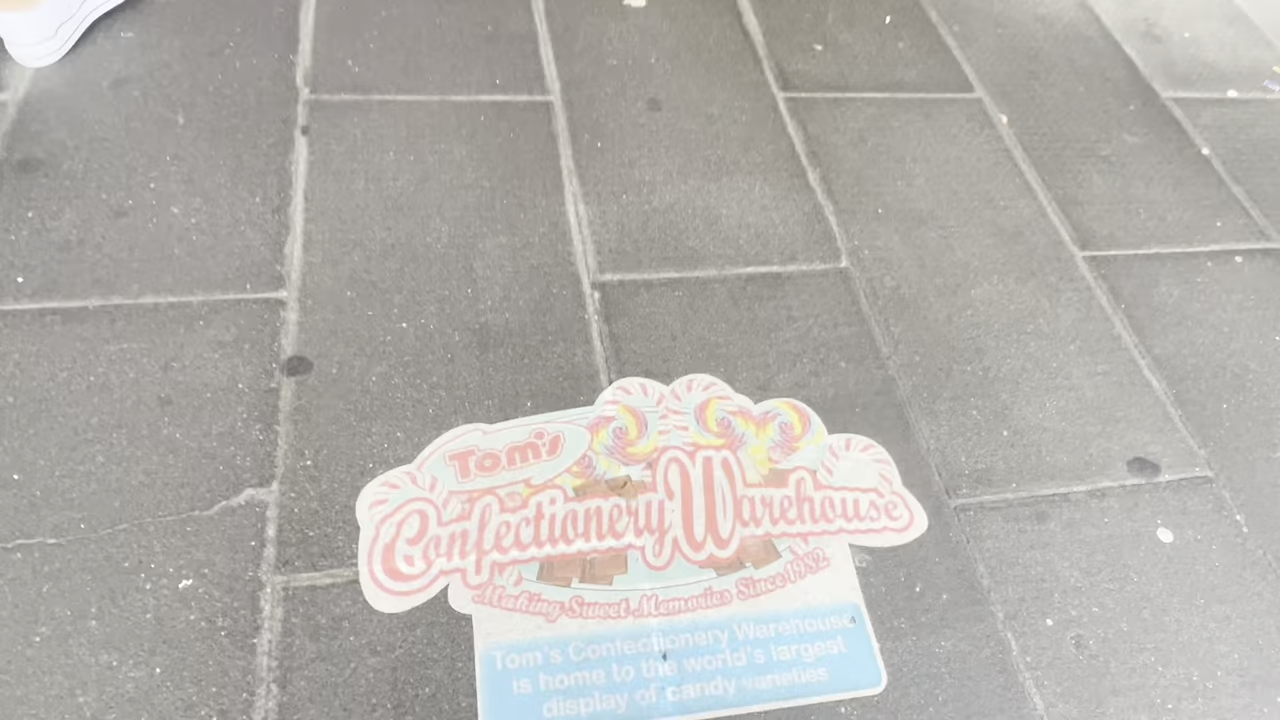 Tom's
Confectionery Warehouse
Making Sweet Memories Since 1982
Tom's Confectionery Warehouse
is home to the world's largest
display of candy varieties